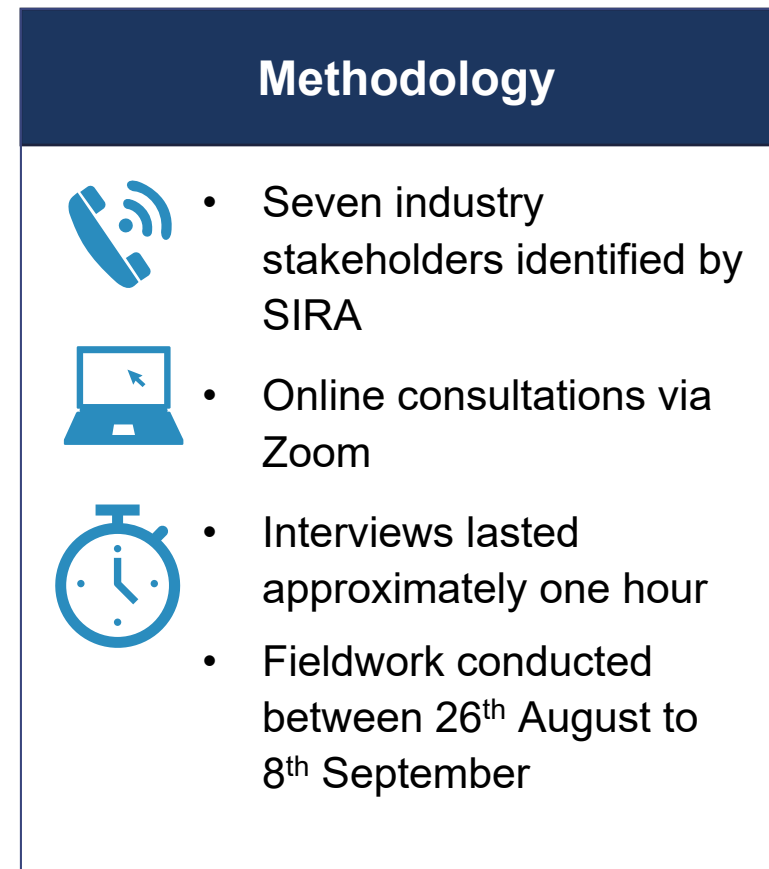 Methodology
• Seven industry
stakeholders identified by
SIRA
• Online consultations via
Zoom
• Interviews lasted
approximately one hour
• Fieldwork conducted
between 26th August to
8th September